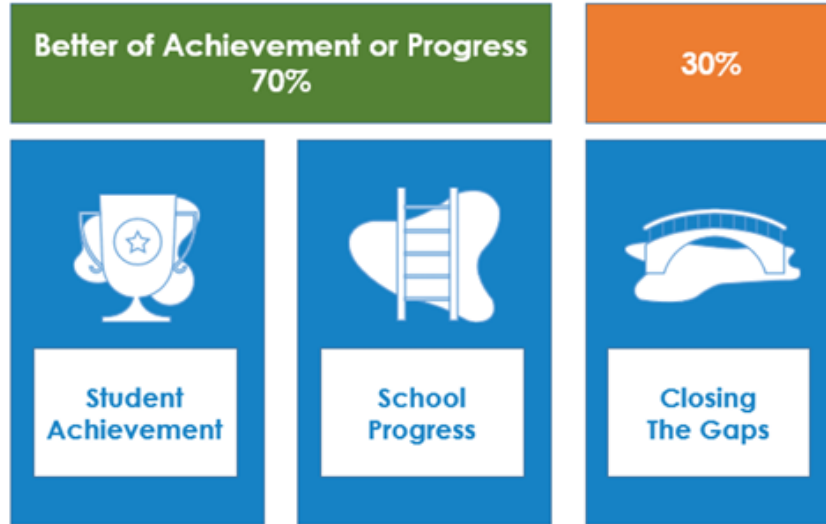 Better of Achievement or Progress
70%
30%
Student
Achievement
School
Progress
Closing
The Gaps